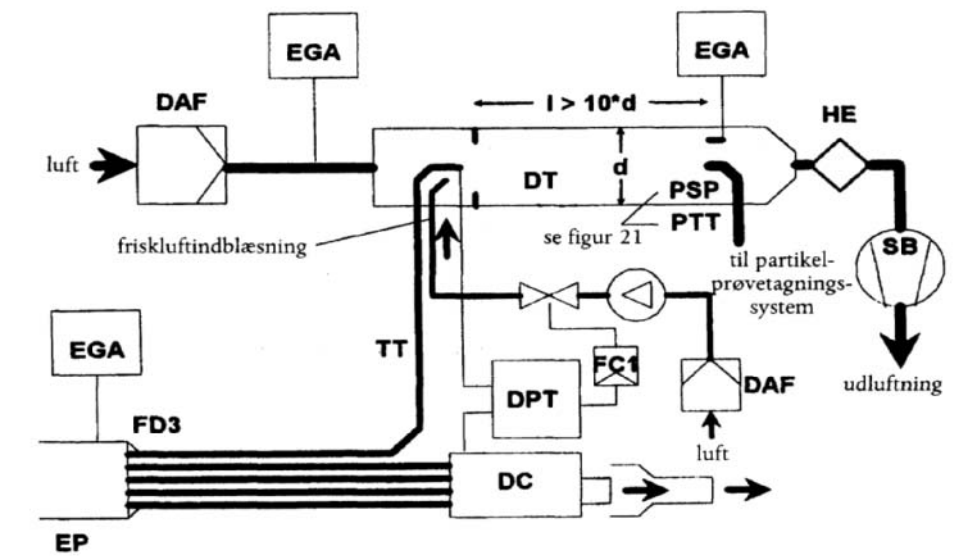 EGA
EGA
DAF
l > 10*d
HE
luft
d
DT
PSP
PTT
SB
friskluftindblæsning
se figur 21
til partikel-
prøvetagnings-
system
EGA
TT
FC1
DAF
udluftning
DPT
FD3
luft
DC
EP